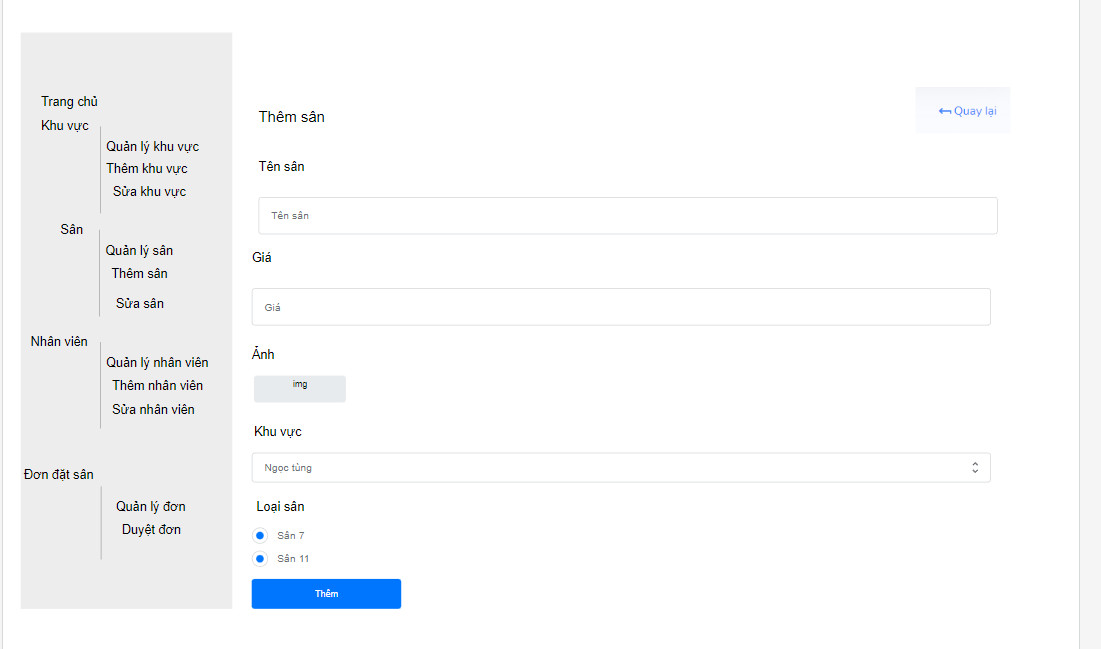 Trang chủ
Khu vực
Quản lý khu vực
Thêm khu vực
Sửa khu vực
Sân
Quản lý sân
Thêm sân
Sửa sân
Nhân viên
Quản lý nhân viên
Thêm nhân viên
Sửa nhân viên
Đơn đặt sân
Quản lý đơn
Duyệt đơn
Thêm sân
Quay lại
Tên sân
Tên sân
Giá
Giá
Ảnh
img
Khu vực
Ngọc tùng
Loại sân
Sân 7
Sân 11
Thêm